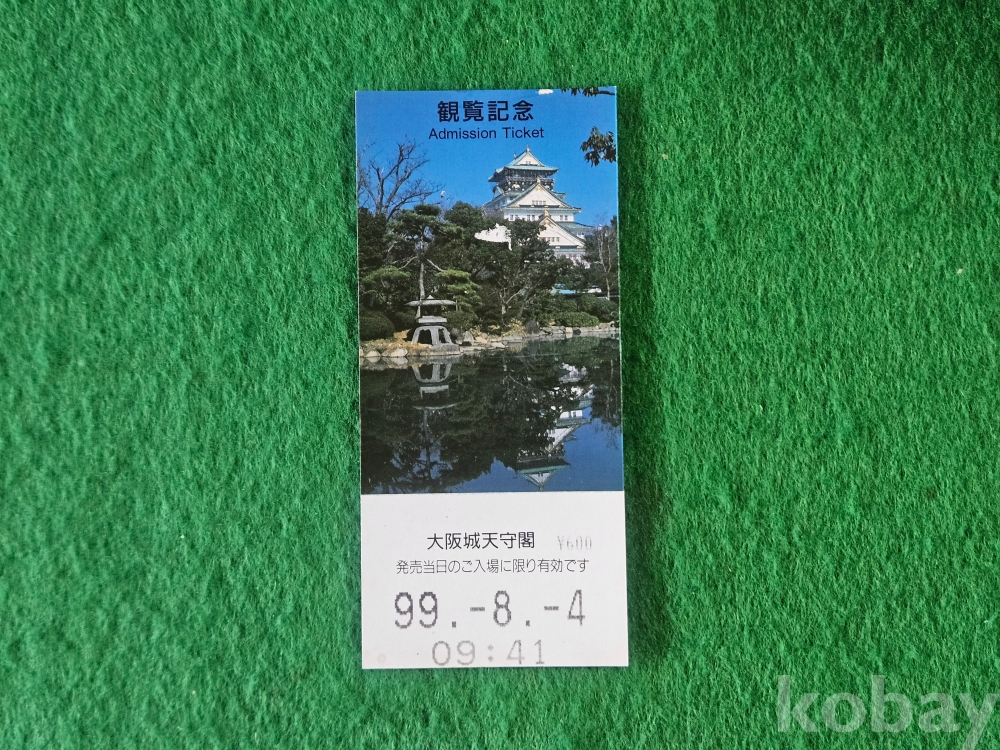 観覧記念
Admission Ticket
大阪城天守閣 ¥600
発売当日のご入場に限り有効です
99.-8.-4
09:41
kobay